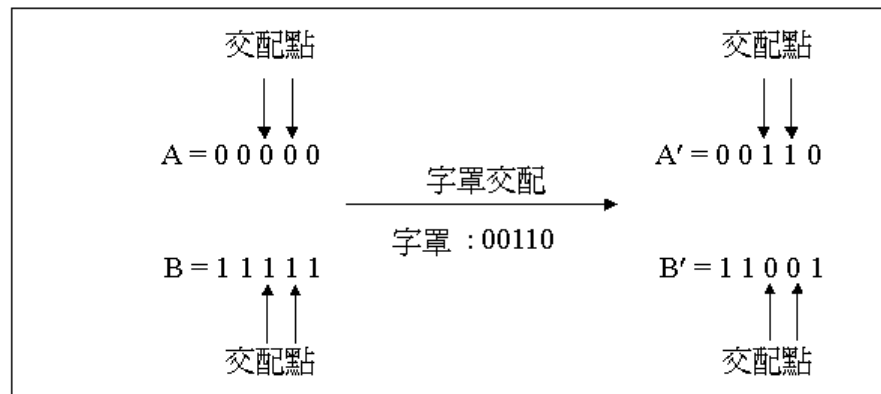 交配點 交配點
A = 0 0 0 0 0 A′ = 0 0 1 1 0
字罩交配
字罩 : 00110
B = 1 1 1 1 1 B′ = 1 1 0 0 1
交配點 交配點